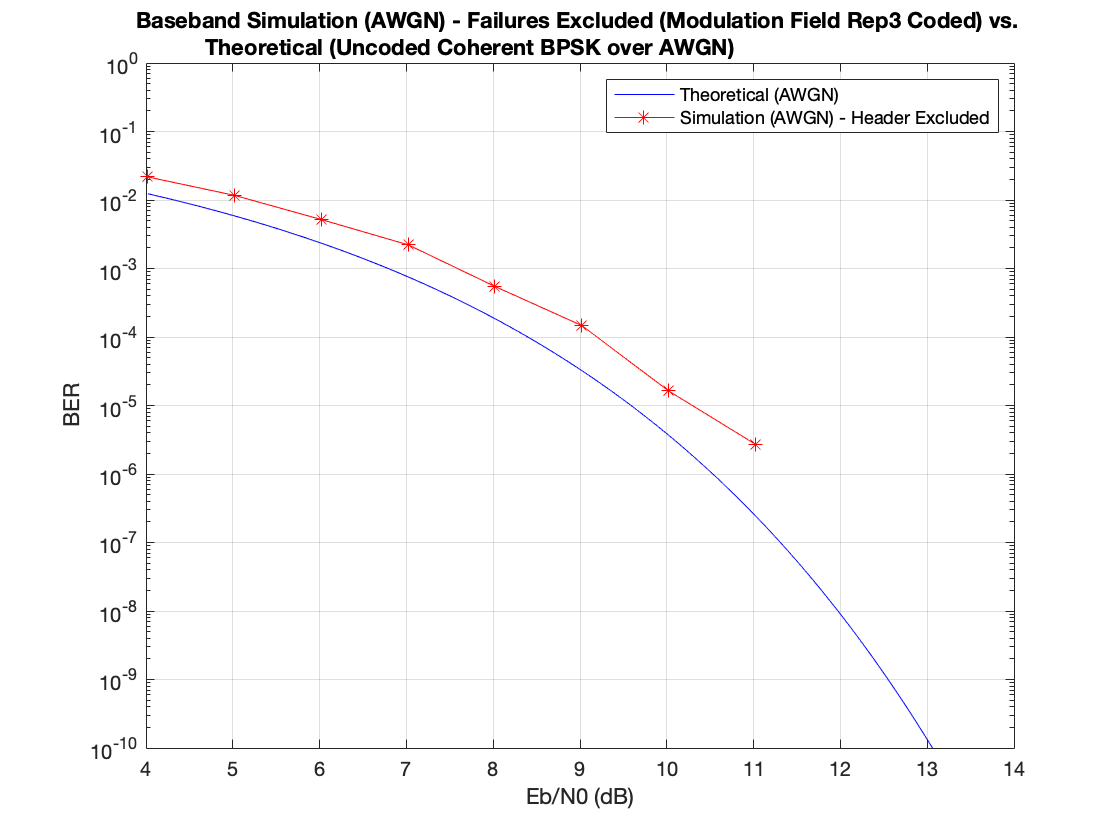 Baseband Simulation (AWGN) - Failures Excluded (Modulation Field Rep3 Coded) vs.
Theoretical (Uncoded Coherent BPSK over AWGN)
Theoretical (AWGN)
Simulation (AWGN) - Header Excluded
10^0
10^-1
10^-2
10^-3
10^-4
10^-5
10^-6
10^-7
10^-8
10^-9
10^-10
BER
4 5 6 7 8 9 10 11 12 13 14
Eb/N0 (dB)